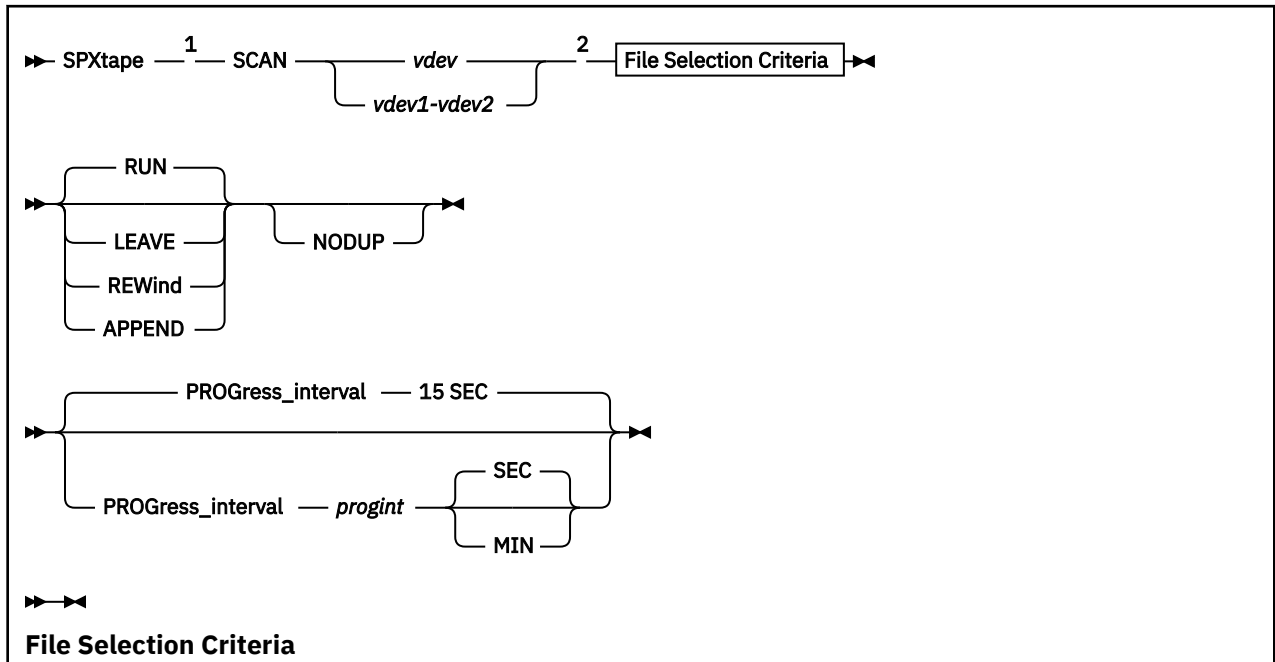 SPXtape 1 SCAN vdev 2 File Selection Criteria
vdev1-vdev2
RUN
LEAVE
NODUP
REWind
APPEND
PROGress_interval 15 SEC
SEC
PROGress_interval progint
MIN
File Selection Criteria